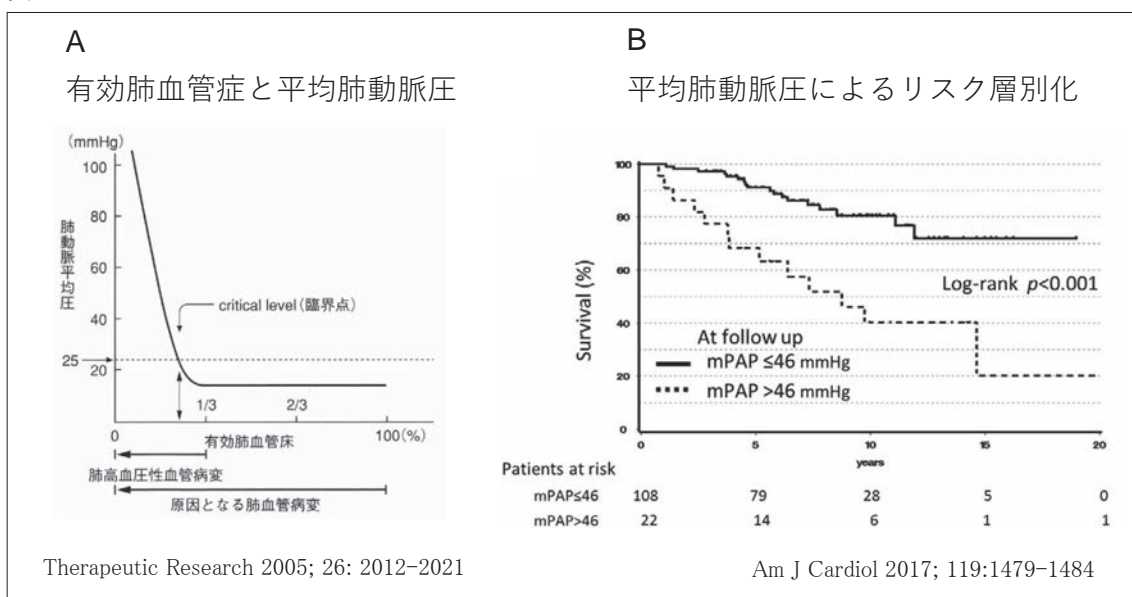 A
有効肺血管症と平均肺動脈圧
(mmHg)
100
80
60
40
25
20
肺動脈平均圧
critical level(臨界点)
1/3
2/3
0
有効肺血管床
100(%)
肺高血圧性血管病変
原因となる肺血管病変
Therapeutic Research 2005; 26: 2012-2021
B
平均肺動脈圧によるリスク層別化
100
80
60
40
20
0
Survival (%)
Log-rank p<0.001
At follow up
mPAP ≤46 mmHg
mPAP >46 mmHg
0 5 10 15 20
years
Patients at risk
mPAP≤46 108 79 28 5 0
mPAP>46 22 14 6 1 1
Am J Cardiol 2017; 119:1479-1484